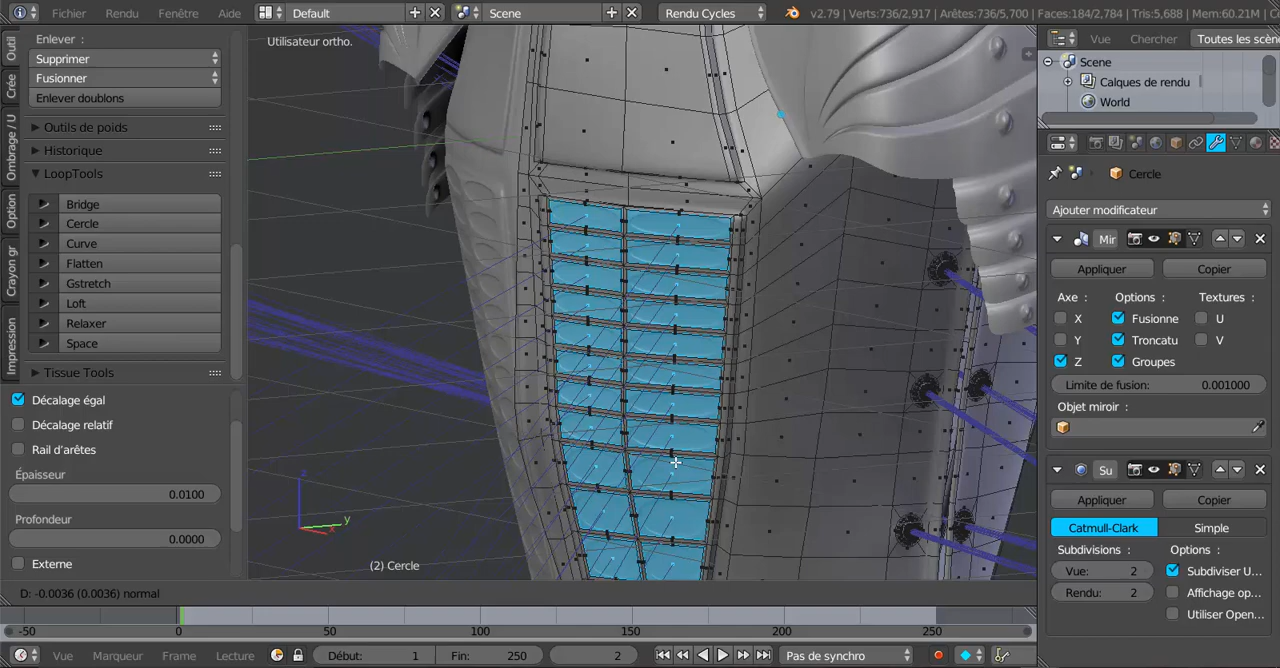 Fichier Rendu Fenêtre Aide Default Scene Rendu Cycles v2.79 | Verts:736/2,917 | Arêtes:736/5,700 | Faces:184/2,784 | Tris:5,688 | Mem:60.21M
Outil
Crée
Ombrage / U
Option
Crayon gr
Impression
Enlever :
Supprimer
Fusionner
Enlever doublons
Outils de poids
Historique
LoopTools
Bridge
Cercle
Curve
Flatten
Gstretch
Loft
Relaxer
Space
Tissue Tools
Décalage égal
Décalage relatif
Rail d'arêtes
Épaisseur
0.0100
Profondeur
0.0000
Externe
Utilisateur ortho.
z
y
x
(2) Cercle
D: -0.0036 (0.0036) normal
Vue Chercher Toutes les scèn
Scene
Calques de rendu
World
Cercle
Ajouter modificateur
Mir
Appliquer Copier
Axe : Options : Textures :
X Fusionne U
Y Troncatu V
Z Groupes
Limite de fusion: 0.001000
Objet miroir :
Su
Appliquer Copier
Catmull-Clark Simple
Subdivisions : Options :
Vue: 2 Subdiviser U...
Rendu: 2 Affichage op...
Utiliser Open...
-50 0 50 100 150 200 250
Vue Marqueur Frame Lecture Début: 1 Fin: 250 2 Pas de synchro